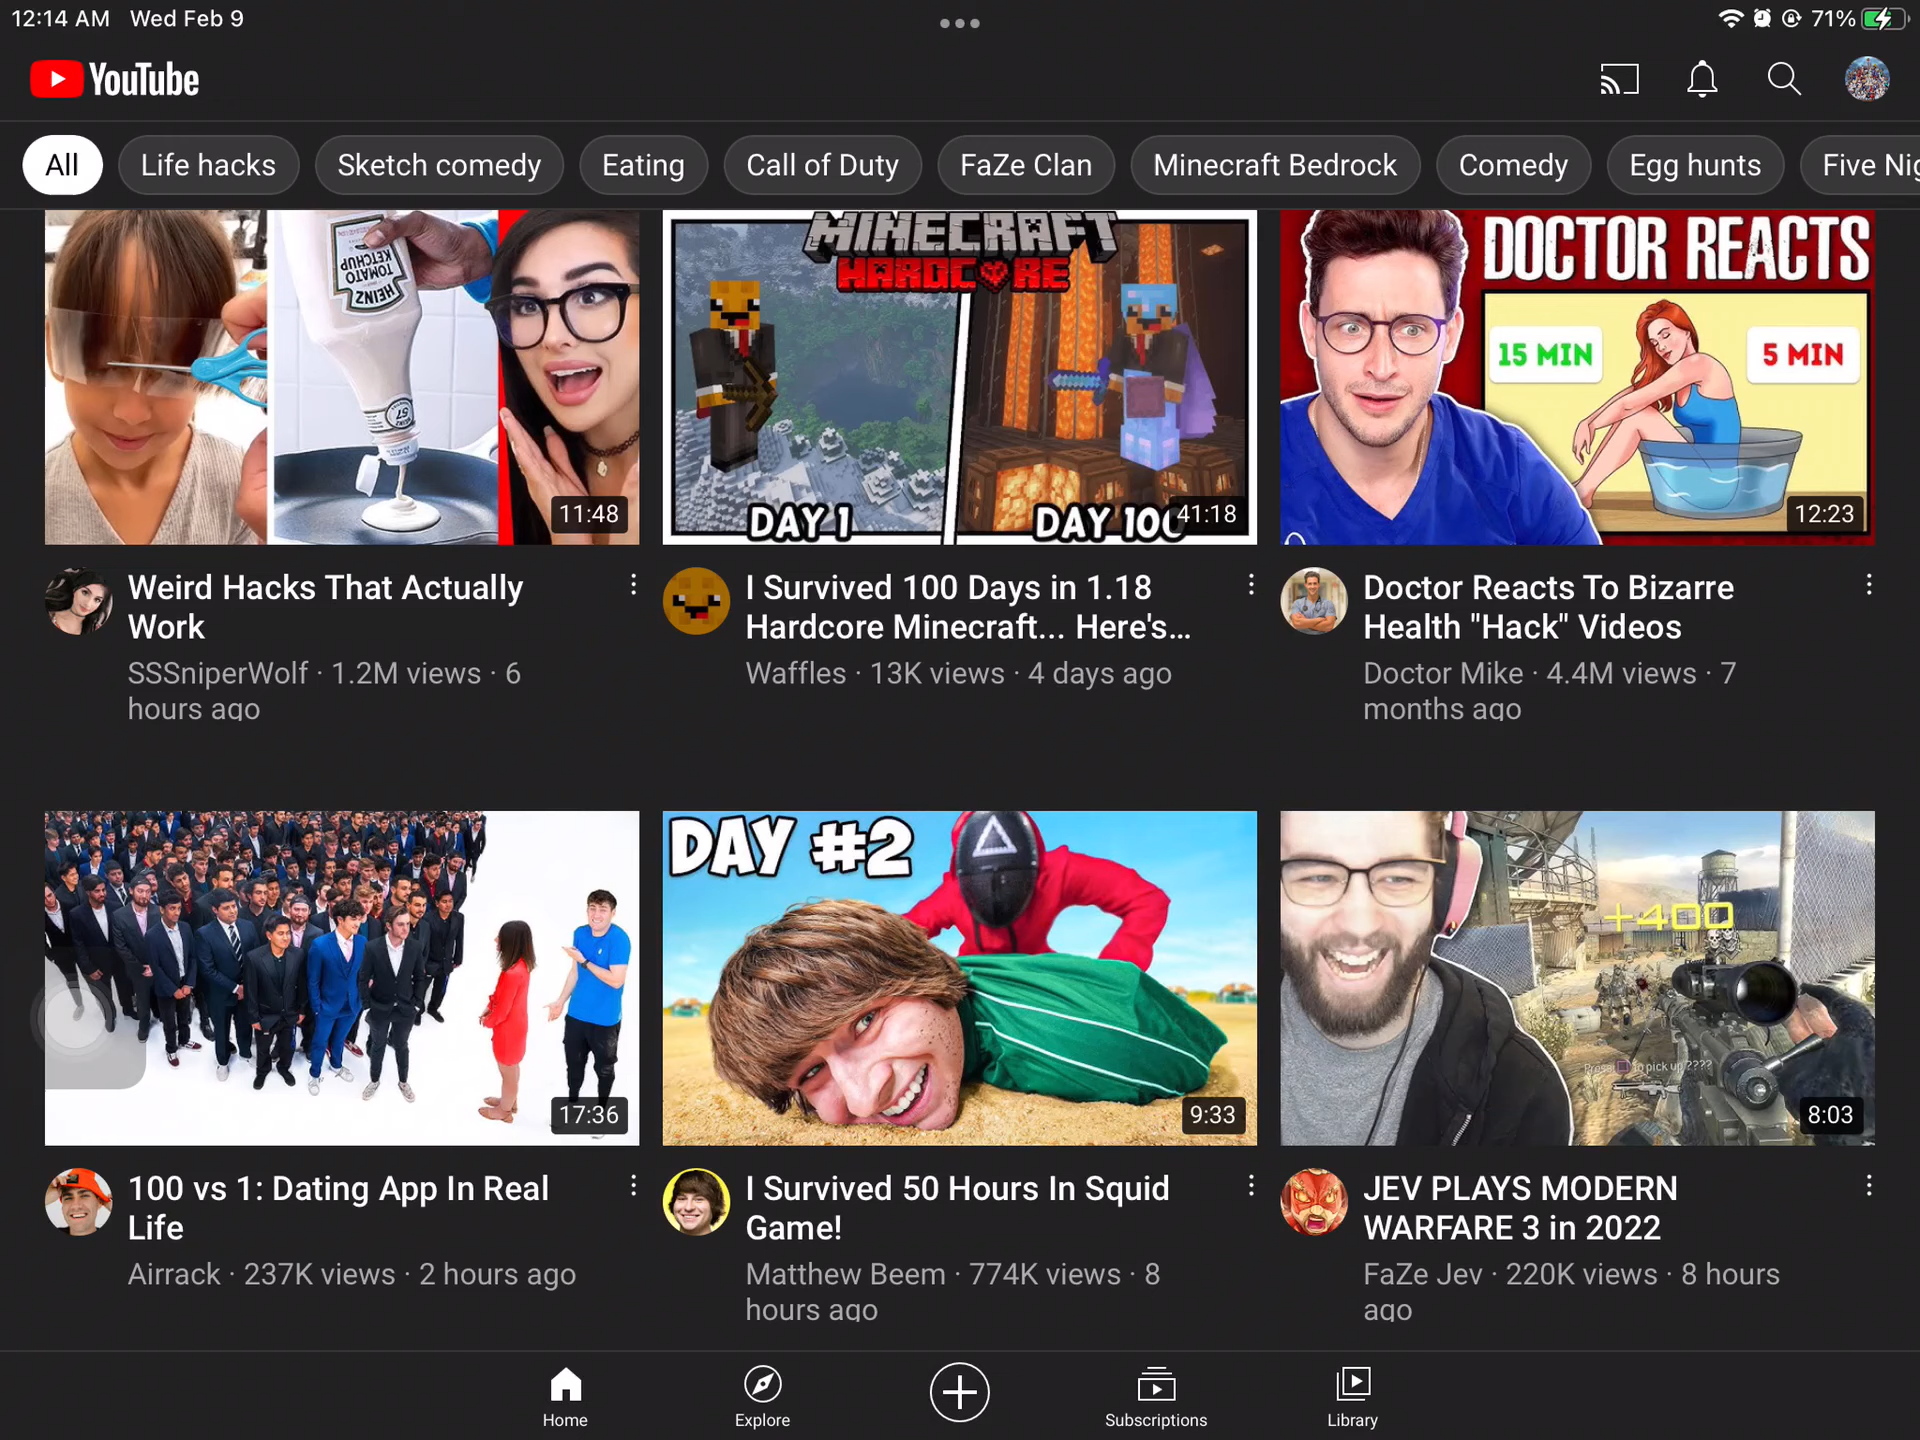 12:14 AM Wed Feb 9
71%
YouTube
All
Life hacks
Sketch comedy
Eating
Call of Duty
FaZe Clan
Minecraft Bedrock
Comedy
Egg hunts
Five Nig
HEINZ
TOMATO
KETCHUP
57
11:48
MINECRAFT
HARDCORE
DAY 1
DAY 100
41:18
DOCTOR REACTS
15 MIN
5 MIN
12:23
Weird Hacks That Actually
Work
SSSniperWolf · 1.2M views · 6
hours ago
I Survived 100 Days in 1.18
Hardcore Minecraft... Here's...
Waffles · 13K views · 4 days ago
Doctor Reacts To Bizarre
Health "Hack" Videos
Doctor Mike · 4.4M views · 7
months ago
17:36
DAY #2
9:33
+400
to pick up ????
8:03
100 vs 1: Dating App In Real
Life
Airrack · 237K views · 2 hours ago
I Survived 50 Hours In Squid
Game!
Matthew Beem · 774K views · 8
hours ago
JEV PLAYS MODERN
WARFARE 3 in 2022
FaZe Jev · 220K views · 8 hours
ago
Home
Explore
Subscriptions
Library